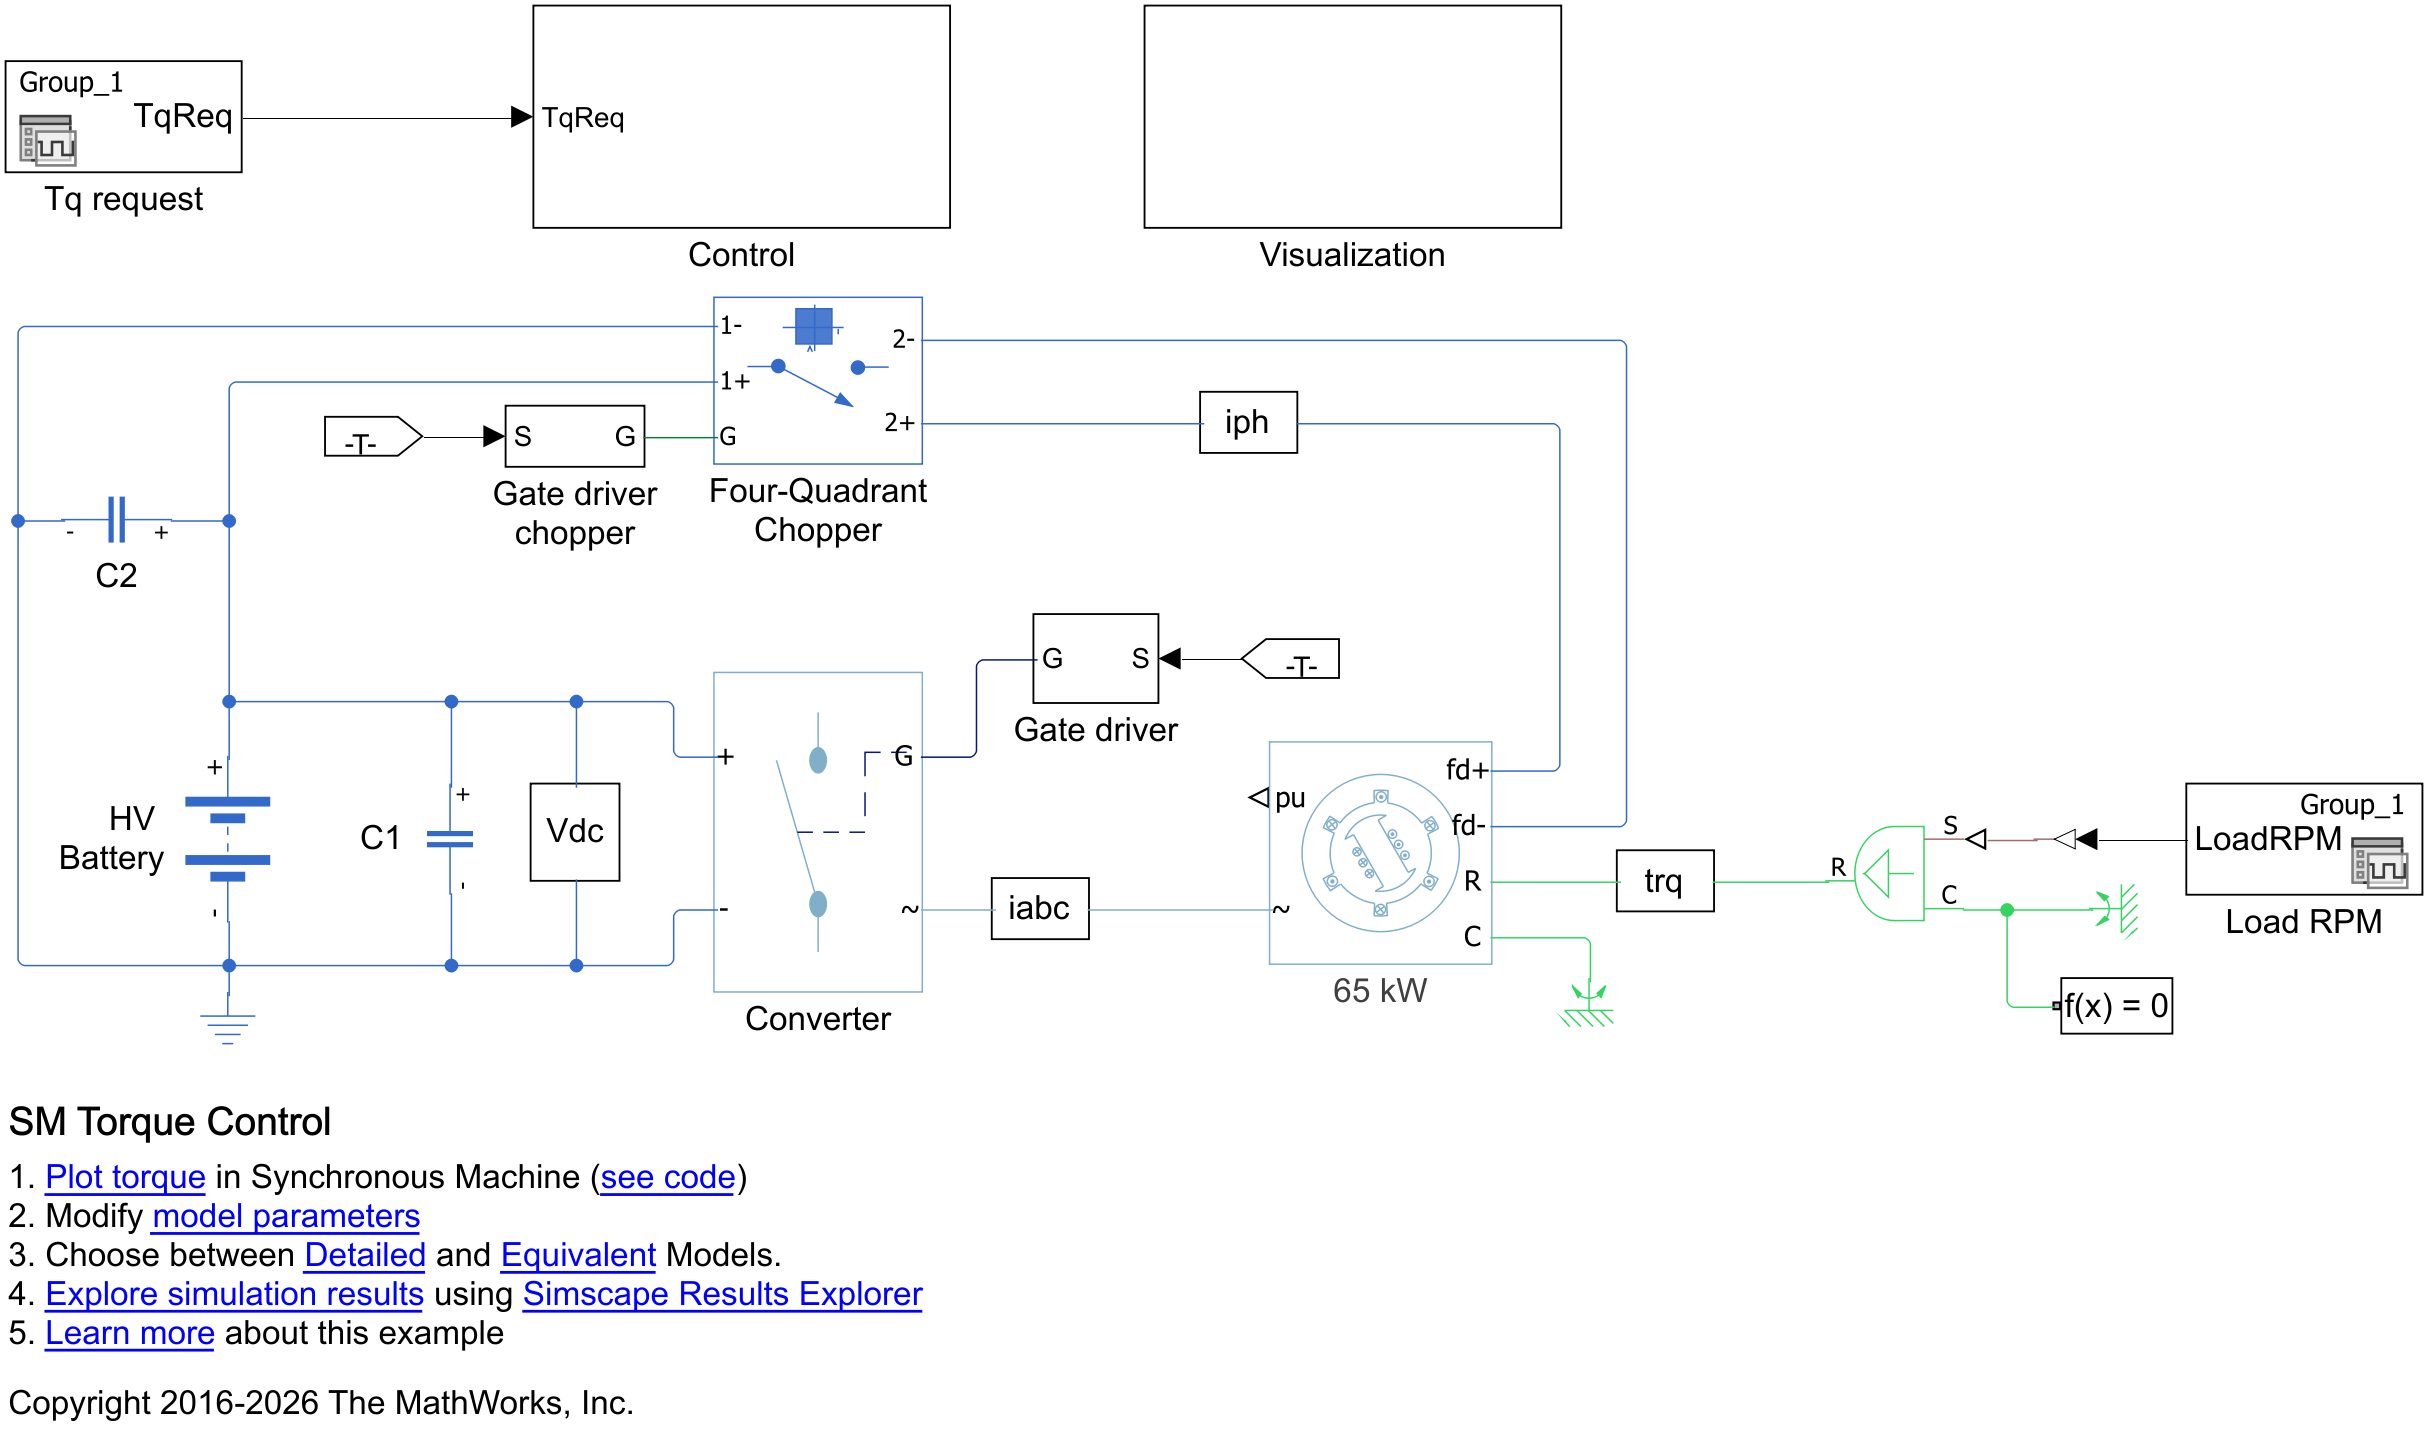 Group_1
TqReq
Tq request
TqReq
Control
Visualization
1-
1+
G
2-
2+
Four-Quadrant
Chopper
-T-
S G
Gate driver
chopper
iph
- +
C2
G S
Gate driver
-T-
+
HV
Battery
-
+
C1
-
Vdc
+
-
G
~
Converter
iabc
pu
~
fd+
fd-
R
C
65 kW
trq
R
S
C
Group_1
LoadRPM
Load RPM
f(x) = 0
SM Torque Control
1. Plot torque in Synchronous Machine (see code)
2. Modify model parameters
3. Choose between Detailed and Equivalent Models.
4. Explore simulation results using Simscape Results Explorer
5. Learn more about this example
Copyright 2016-2026 The MathWorks, Inc.